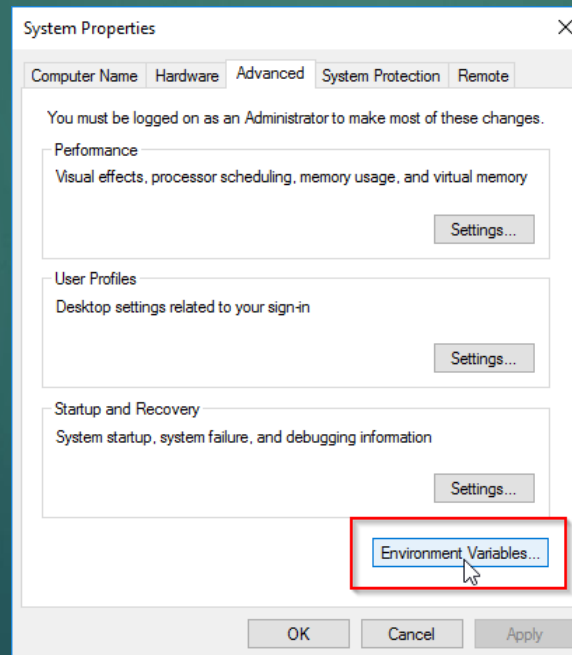 System Properties
Computer Name Hardware Advanced System Protection Remote
You must be logged on as an Administrator to make most of these changes.
Performance
Visual effects, processor scheduling, memory usage, and virtual memory
Settings...
User Profiles
Desktop settings related to your sign-in
Settings...
Startup and Recovery
System startup, system failure, and debugging information
Settings...
Environment Variables...
OK Cancel Apply